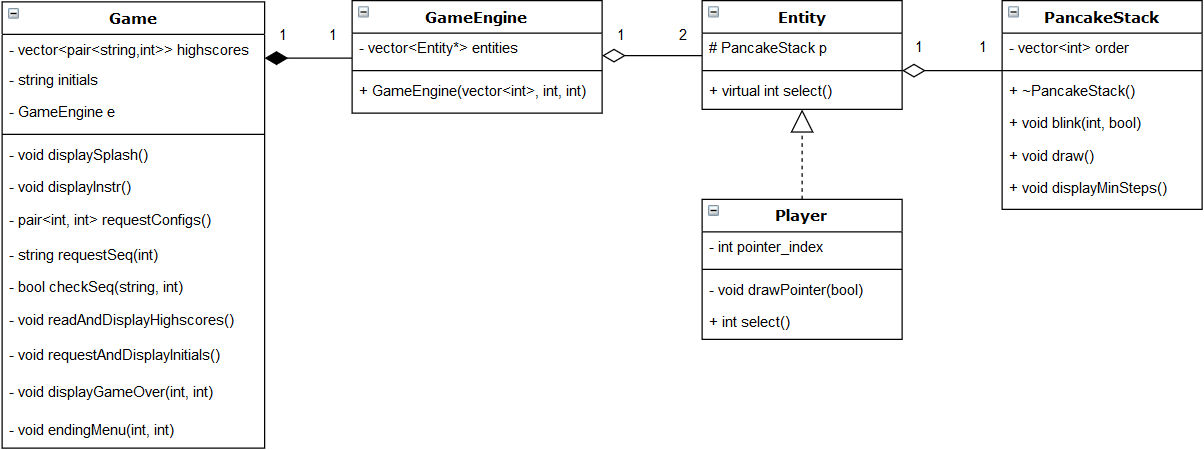 Game
- vector<pair<string,int>> highscores
- string initials
- GameEngine e
- void displaySplash()
- void displayInstr()
- pair<int, int> requestConfigs()
- string requestSeq(int)
- bool checkSeq(string, int)
- void readAndDisplayHighscores()
- void requestAndDisplayInitials()
- void displayGameOver(int, int)
- void endingMenu(int, int)
1
1
GameEngine
- vector<Entity*> entities
+ GameEngine(vector<int>, int, int)
1
2
Entity
# PancakeStack p
+ virtual int select()
1
1
PancakeStack
- vector<int> order
+ ~PancakeStack()
+ void blink(int, bool)
+ void draw()
+ void displayMinSteps()
Player
- int pointer_index
- void drawPointer(bool)
+ int select()